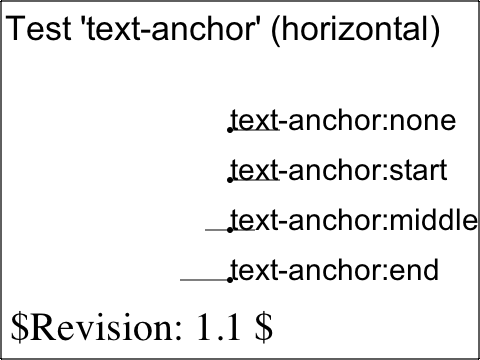 Test 'text-anchor' (horizontal)
text-anchor:none
text-anchor:start
text-anchor:middle
text-anchor:end
$Revision: 1.1 $